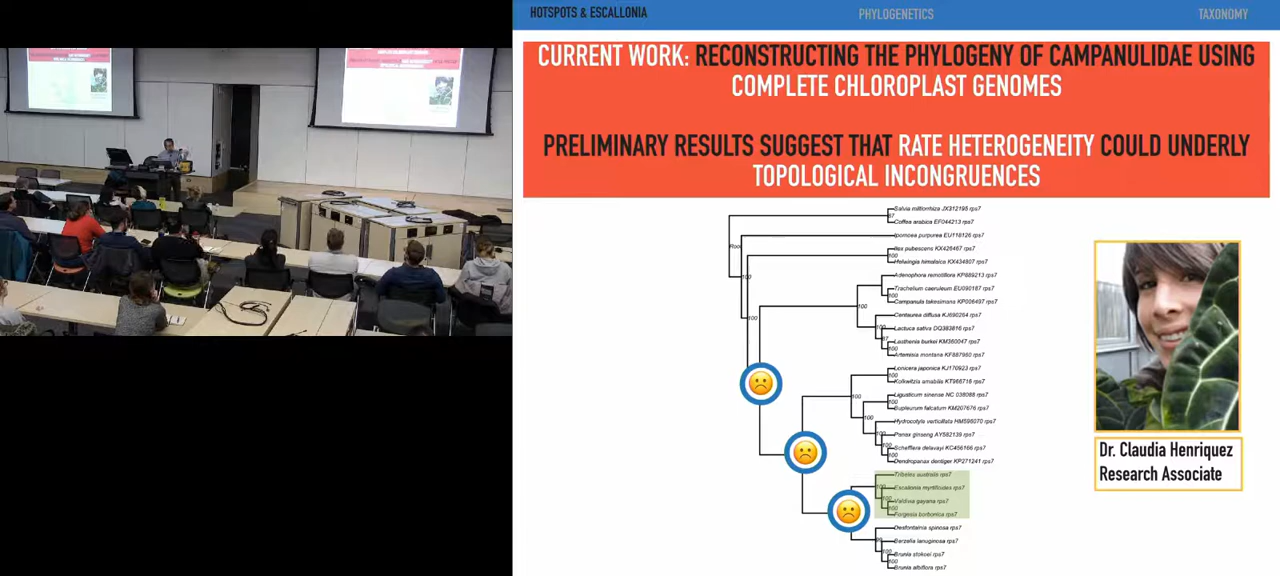 HOTSPOTS & ESCALLONIA
PHYLOGENETICS
TAXONOMY
CURRENT WORK: RECONSTRUCTING THE PHYLOGENY OF CAMPANULIDAE USING
COMPLETE CHLOROPLAST GENOMES
PRELIMINARY RESULTS SUGGEST THAT RATE HETEROGENEITY COULD UNDERLY
TOPOLOGICAL INCONGRUENCES
Salvia miltiorrhiza JX312195 rps7
Coffea arabica EF044213 rps7
Ipomoea purpurea EU118126 rps7
Ilex pubescens KX426467 rps7
Helwingia himalaica KX434807 rps7
Adenophora remotiflora KP889213 rps7
Trachelium caeruleum EU090187 rps7
Campanula takesimana KP006497 rps7
Centaurea diffusa KJ690264 rps7
Lactuca sativa DQ383816 rps7
Lasthenia burkei KM360047 rps7
Artemisia montana KF887960 rps7
Lonicera japonica KJ170923 rps7
Kolkwitzia amabilis KT966716 rps7
Ligusticum sinense NC 038088 rps7
Bupleurum falcatum KM207676 rps7
Hydrocotyle verticillata HM596070 rps7
Panax ginseng AY582139 rps7
Schefflera delavayi KC456166 rps7
Dendropanax dentiger KP271241 rps7
Tribeles australis rps7
Escallonia myrtilloides rps7
Valdivia gayana rps7
Forgesia borbonica rps7
Desfontainia spinosa rps7
Berzelia lanuginosa rps7
Brunia stokoei rps7
Brunia albiflora rps7
Dr. Claudia Henriquez
Research Associate